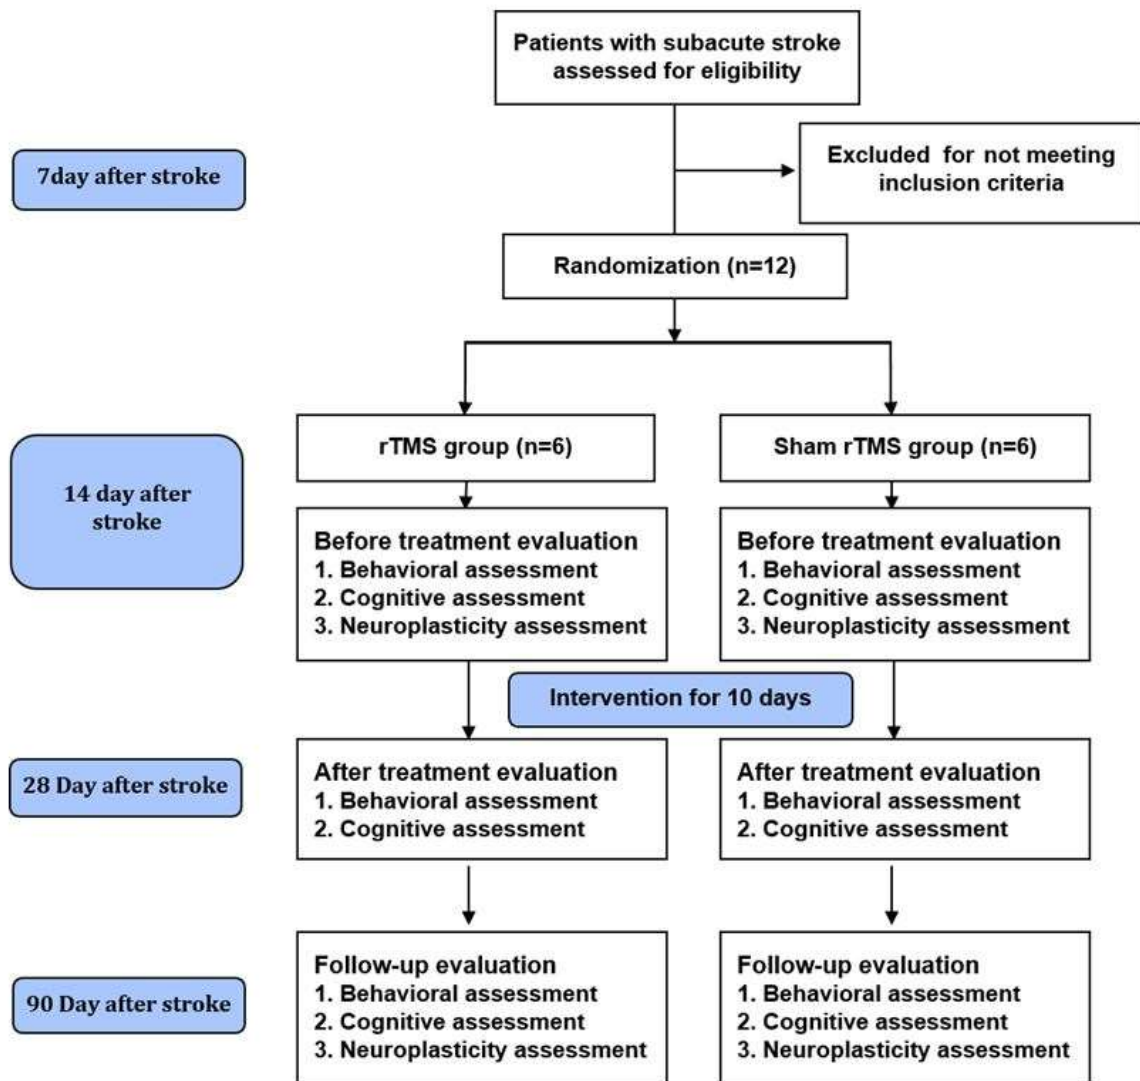 Patients with subacute stroke
assessed for eligibility
7day after stroke
Excluded for not meeting
inclusion criteria
Randomization (n=12)
14 day after
stroke
rTMS group (n=6)
Sham rTMS group (n=6)
Before treatment evaluation
1. Behavioral assessment
2. Cognitive assessment
3. Neuroplasticity assessment
Before treatment evaluation
1. Behavioral assessment
2. Cognitive assessment
3. Neuroplasticity assessment
Intervention for 10 days
28 Day after stroke
After treatment evaluation
1. Behavioral assessment
2. Cognitive assessment
After treatment evaluation
1. Behavioral assessment
2. Cognitive assessment
90 Day after stroke
Follow-up evaluation
1. Behavioral assessment
2. Cognitive assessment
3. Neuroplasticity assessment
Follow-up evaluation
1. Behavioral assessment
2. Cognitive assessment
3. Neuroplasticity assessment